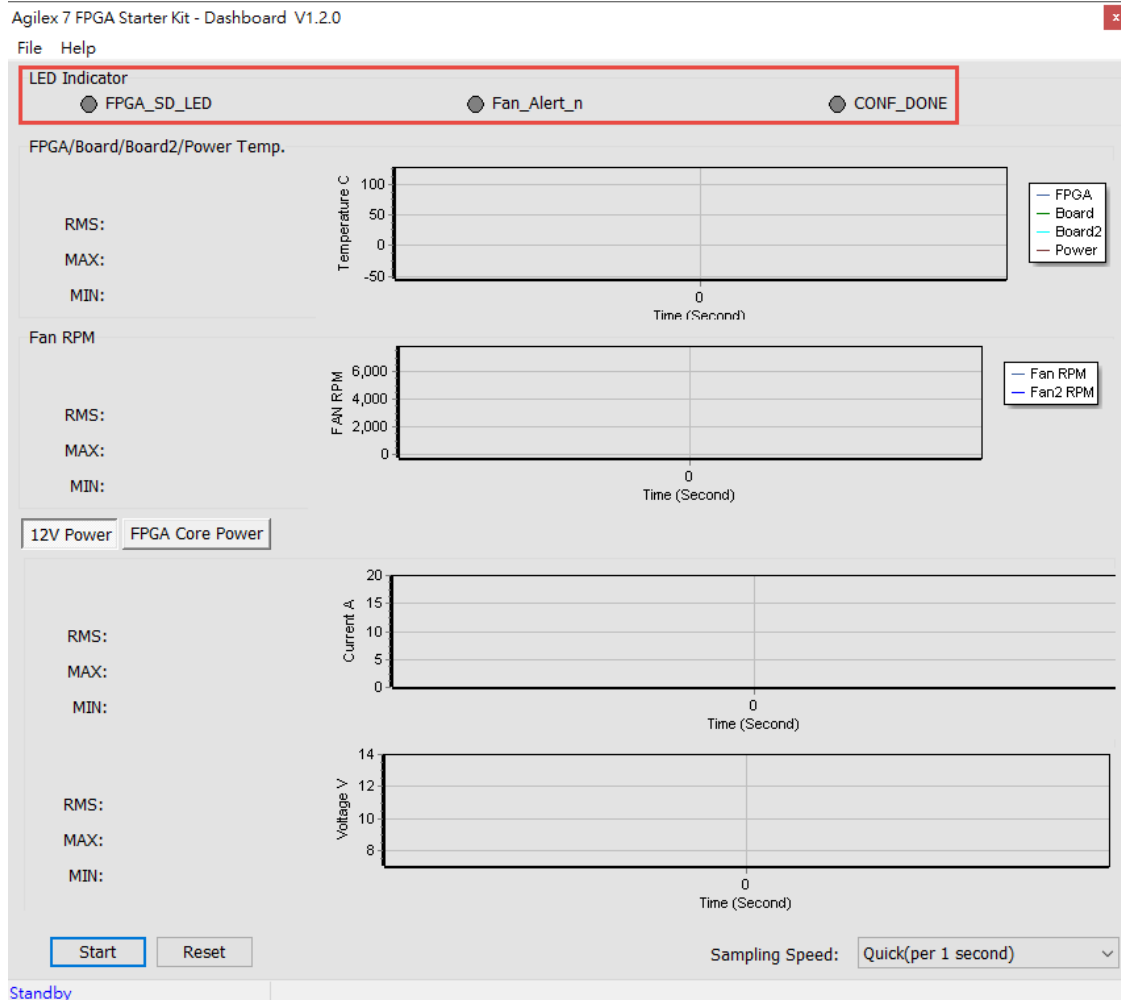 Agilex 7 FPGA Starter Kit - Dashboard V1.2.0
x
File Help
LED Indicator
FPGA_SD_LED Fan_Alert_n CONF_DONE
FPGA/Board/Board2/Power Temp.
RMS:
MAX:
MIN:
Temperature C
100
50
0
-50
0
Time (Second)
FPGA
Board
Board2
Power
Fan RPM
RMS:
MAX:
MIN:
FAN RPM
6,000
4,000
2,000
0
0
Time (Second)
Fan RPM
Fan2 RPM
12V Power FPGA Core Power
RMS:
MAX:
MIN:
Current A
20
15
10
5
0
0
Time (Second)
RMS:
MAX:
MIN:
Voltage V
14
12
10
8
0
Time (Second)
Start Reset Sampling Speed: Quick(per 1 second)
Standby